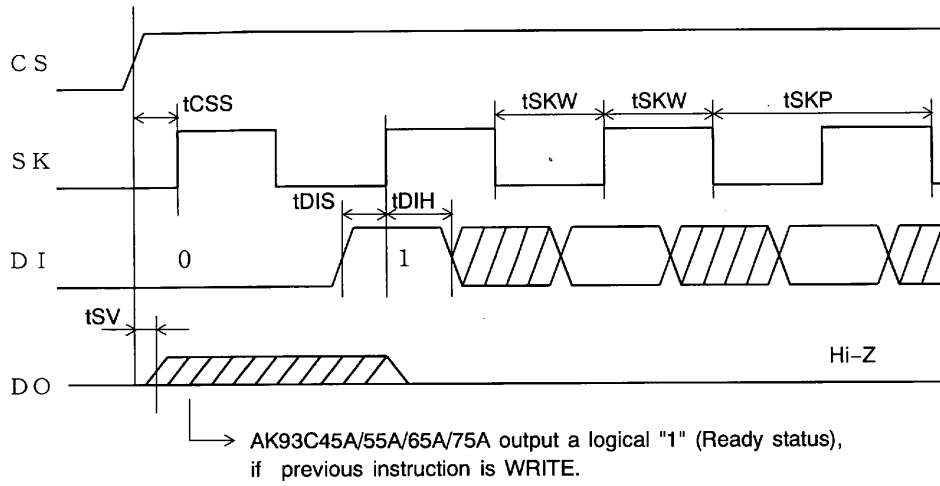 CS
tCSS
tSKW tSKW tSKP
SK
tDIS tDIH
DI 0 1
tSV
Hi–Z
DO
AK93C45A/55A/65A/75A output a logical "1" (Ready status),
if previous instruction is WRITE.